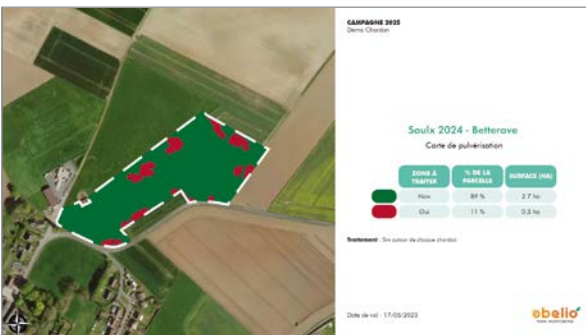 CAMPAGNE 2025
Demo Chardon
Saulx 2024 - Betterave
Carte de pulvérisation
ZONE À TRAITER
% DE LA PARCELLE
SURFACE (HA)
Non 89 % 2.7 ha
Oui 11 % 0.3 ha
Traitement : 5m autour de chaque chardon
Date de vol : 17/05/2023
abelio